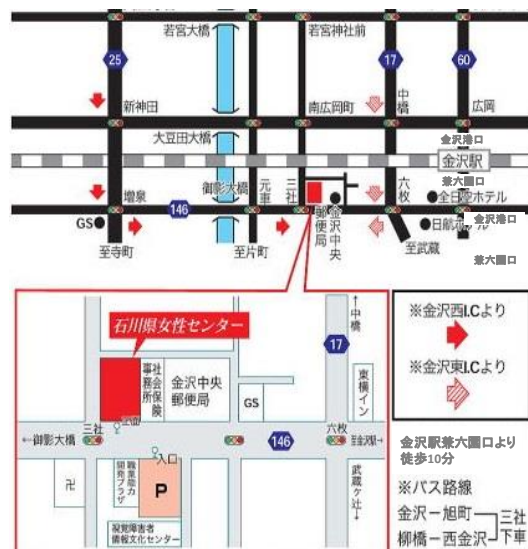 若宮大橋
若宮神社前
25
17
60
新神田
南広岡町
中橋
広岡
大豆田大橋
金沢港口
金沢駅
兼六園口
増泉
御影大橋
元車
三社
六枚
全日空ホテル
146
GS
郵便局
金沢中央
日航ホテル
金沢港口
至寺町
至片町
至武蔵
兼六園口
石川県女性センター
↑中橋
17
社会保険
事務所
金沢中央
郵便局
GS
東横イン
三社
六枚
←御影大橋
146
至金沢駅→
入口
卍
職業能力
開発プラザ
P
武蔵ヶ辻↓
視覚障害者
情報文化センター
※金沢西I.Cより
※金沢東I.Cより
金沢駅兼六園口より
徒歩10分
※バス路線
金沢－旭町
柳橋－西金沢
三社
下車